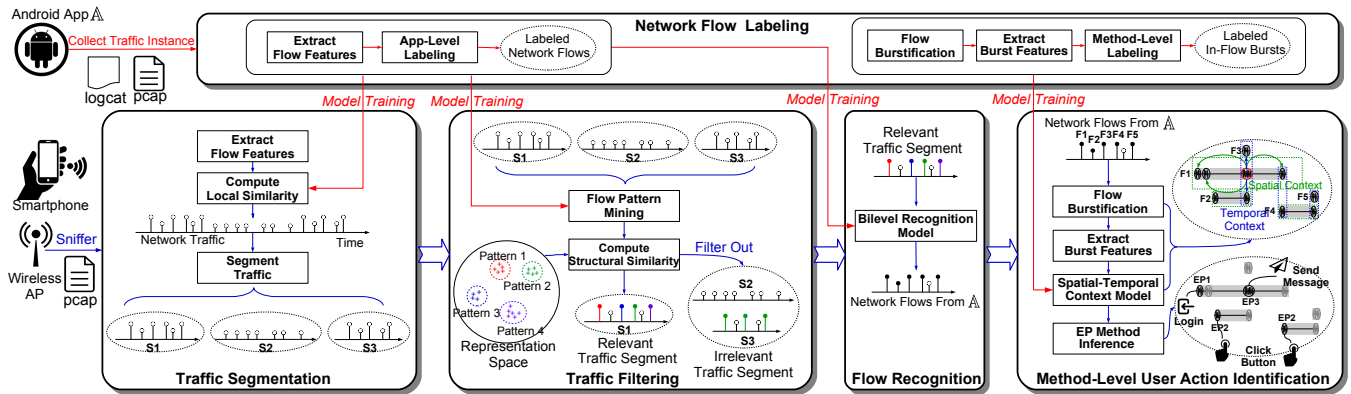 Android App 𝔸
Collect Traffic Instance
logcat
pcap
Network Flow Labeling
Extract
Flow Features
App-Level
Labeling
Labeled
Network Flows
Flow
Burstification
Extract
Burst Features
Method-Level
Labeling
Labeled
In-Flow Bursts
Model Training
Model Training
Model Training
Model Training
Smartphone
Sniffer
Wireless
AP
pcap
Extract
Flow Features
Compute
Local Similarity
Network Traffic
Time
Segment
Traffic
S1
S2
S3
Traffic Segmentation
S1
S2
S3
Flow Pattern
Mining
Compute
Structural Similarity
Filter Out
Pattern 1
Pattern 2
Pattern 3
Pattern 4
Representation
Space
S1
Relevant
Traffic Segment
S2
S3
Irrelevant
Traffic Segment
Traffic Filtering
Relevant
Traffic Segment
Bilevel Recognition
Model
Network Flows From 𝔸
Flow Recognition
Network Flows From 𝔸
F1 F2 F3 F4 F5
Flow
Burstification
Extract
Burst Features
Spatial-Temporal
Context Model
EP Method
Inference
F3
F1
Spatial Context
F2
F5
F4
Temporal
Context
Send
Message
EP1
EP3
Login
EP2
EP2
Click
Button
Method-Level User Action Identification